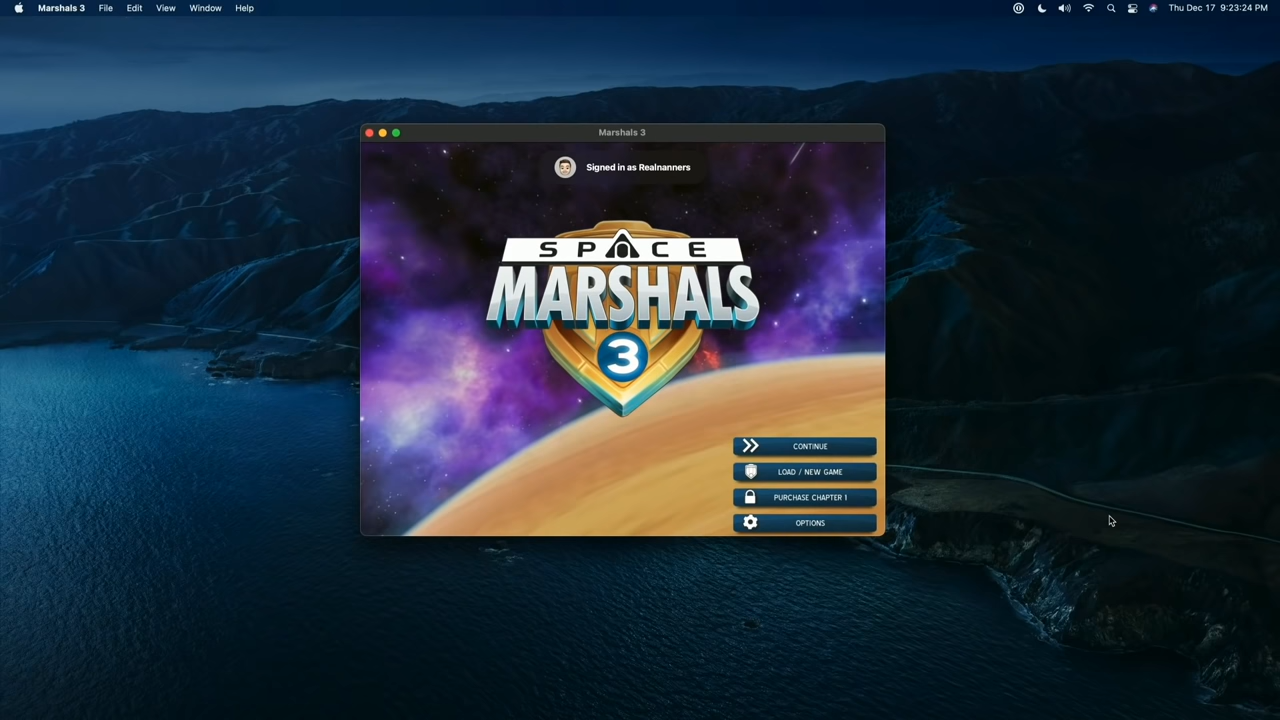 Marshals 3 File Edit View Window Help Thu Dec 17 9:23:24 PM
Marshals 3
Signed in as Realnanners
SPACE
MARSHALS
3
CONTINUE
LOAD / NEW GAME
PURCHASE CHAPTER 1
OPTIONS